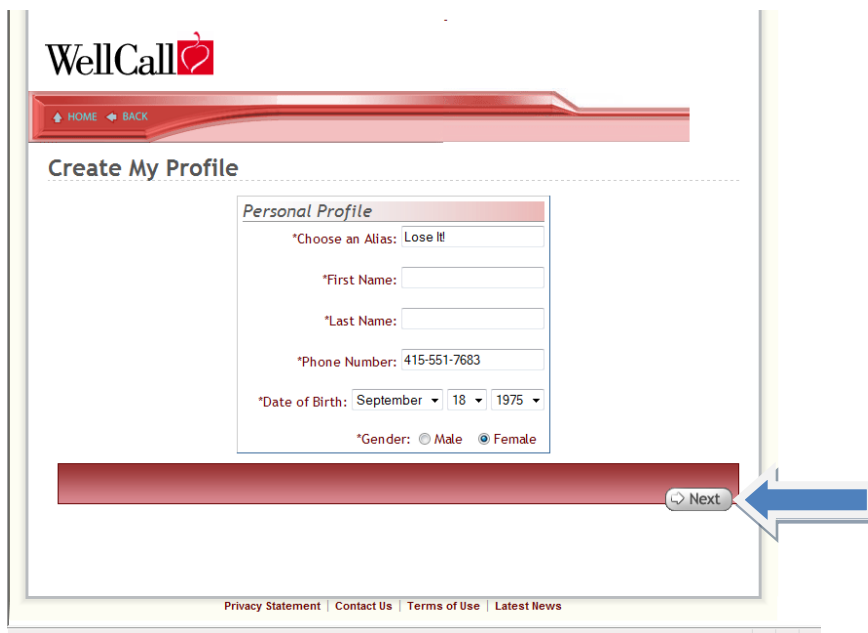 WellCall
HOME BACK
Create My Profile
Personal Profile
*Choose an Alias: Lose It!
*First Name:
*Last Name:
*Phone Number: 415-551-7683
*Date of Birth: September 18 1975
*Gender: Male Female
Next
Privacy Statement | Contact Us | Terms of Use | Latest News